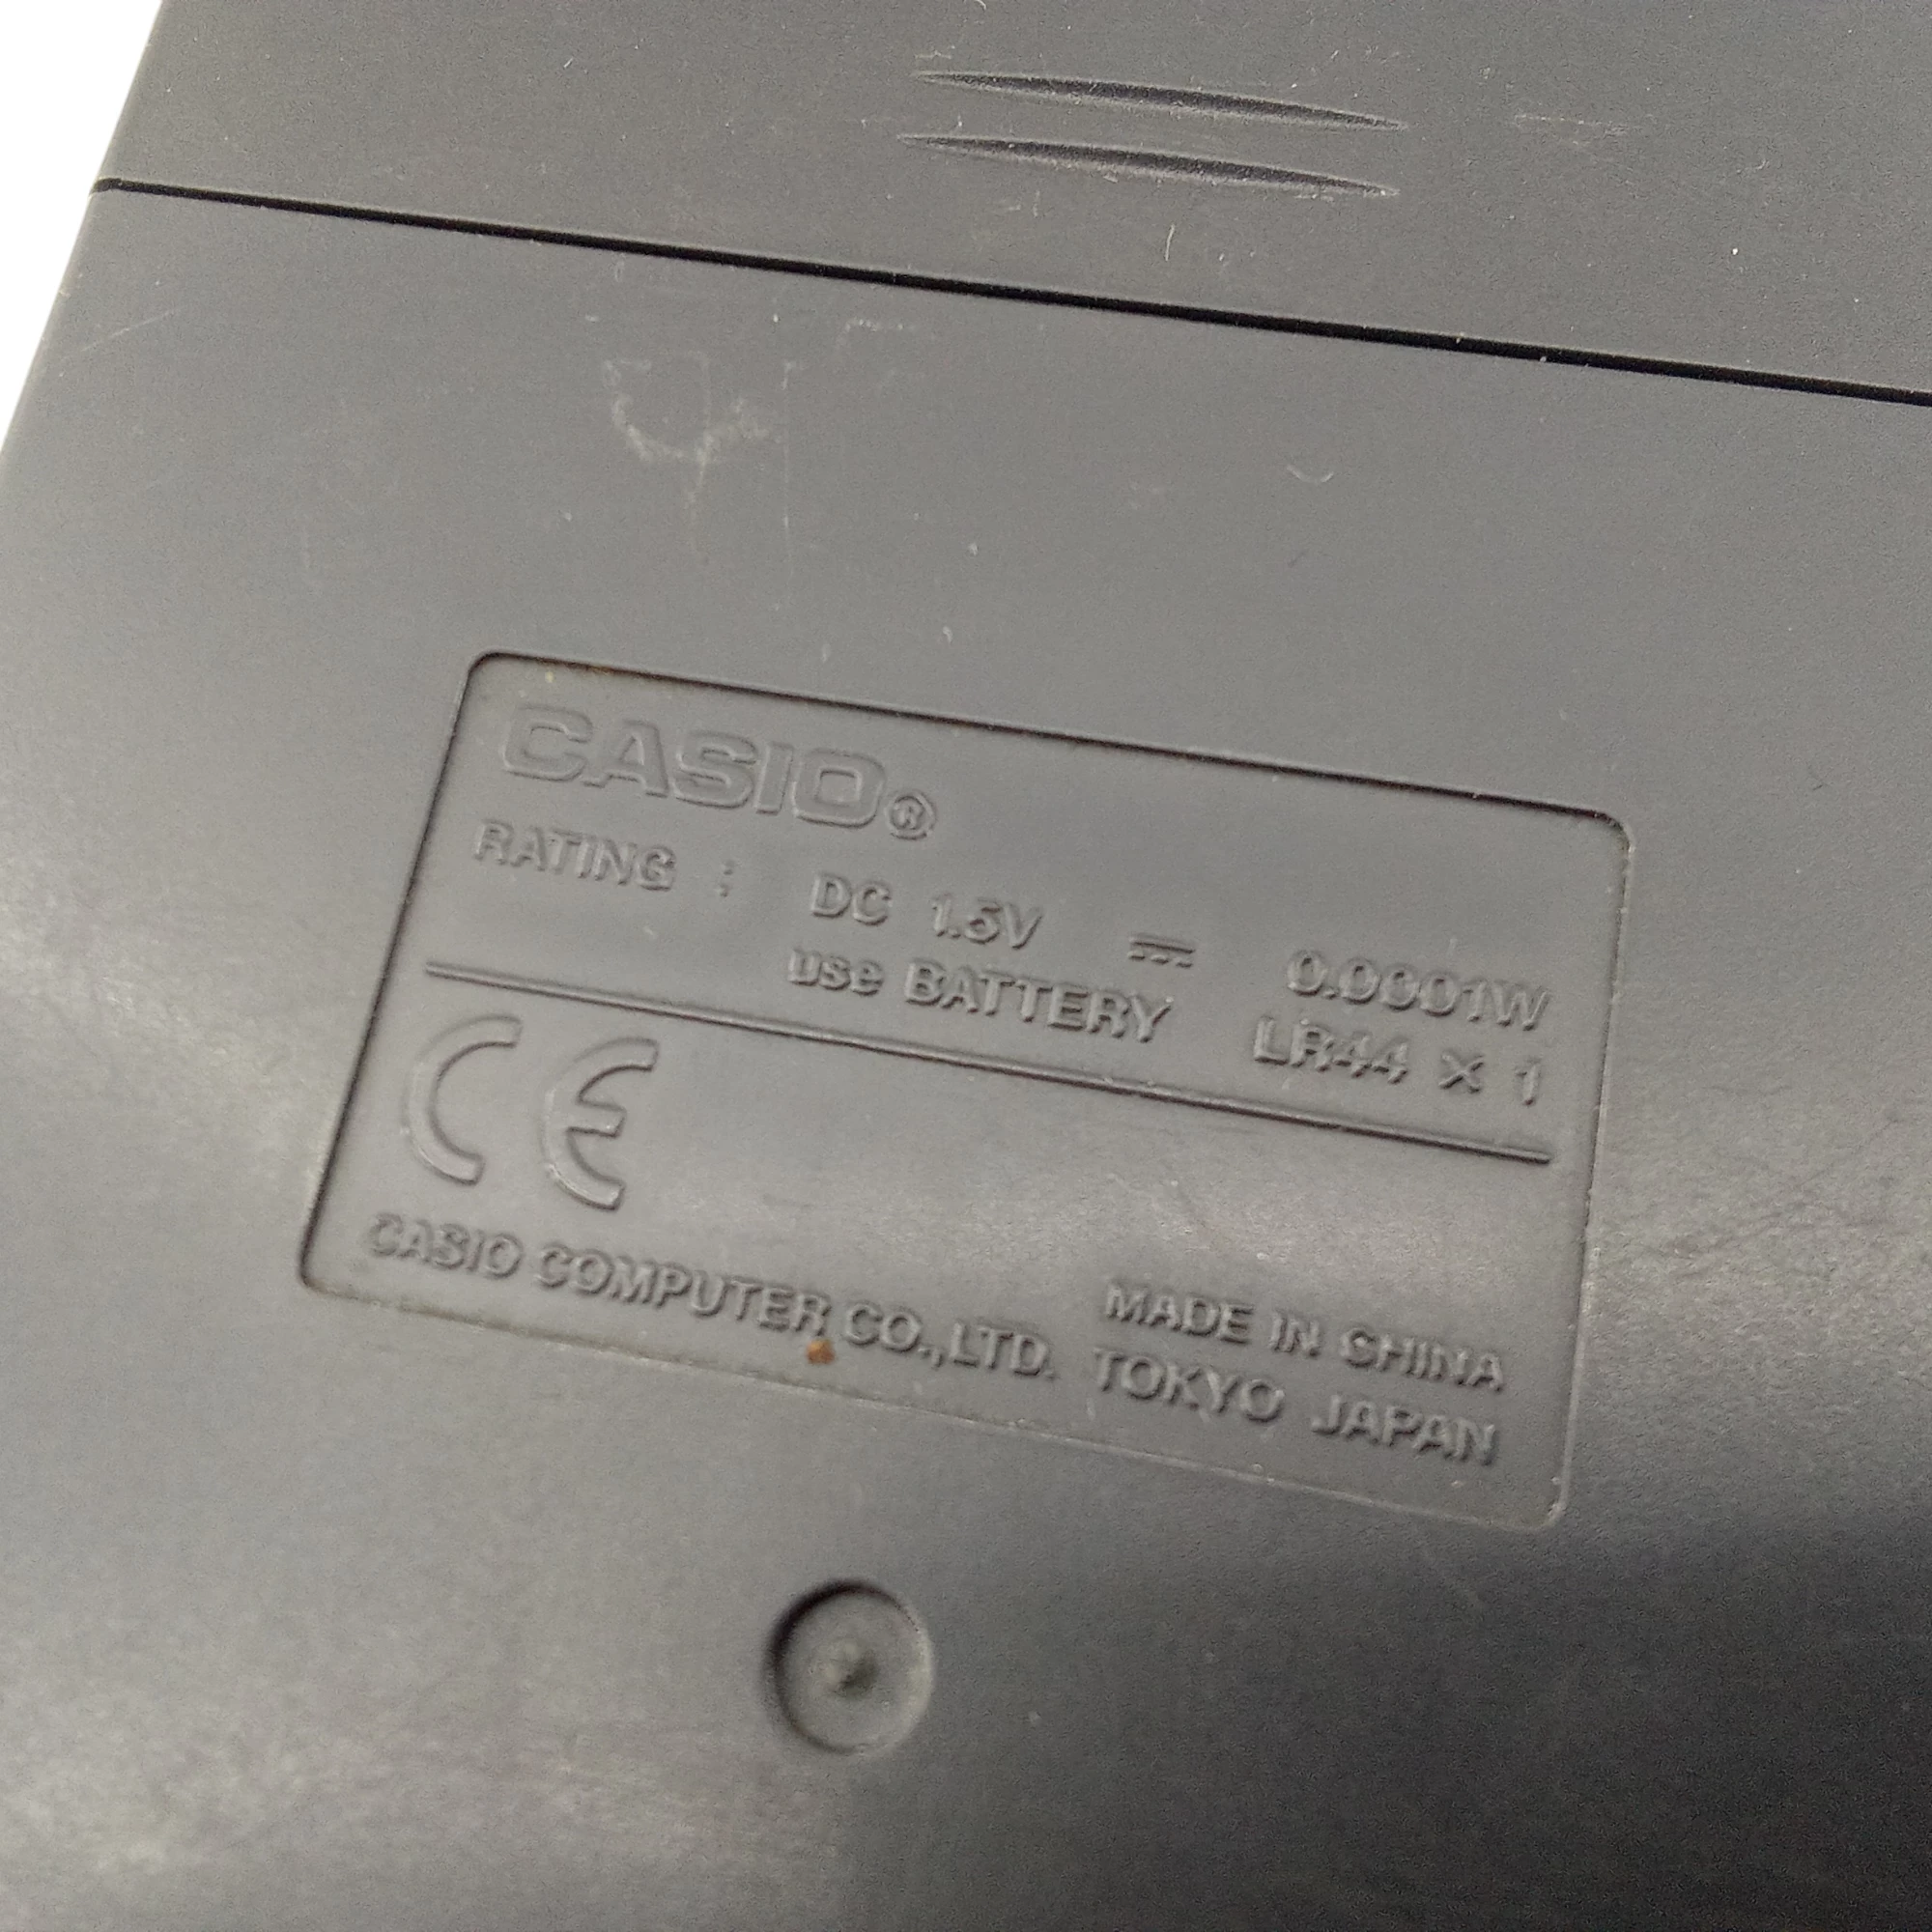 CASIO®
RATING : DC 1.5V ⎓ 0.0001W
use BATTERY LR44 × 1
CE
MADE IN CHINA
CASIO COMPUTER CO.,LTD. TOKYO JAPAN